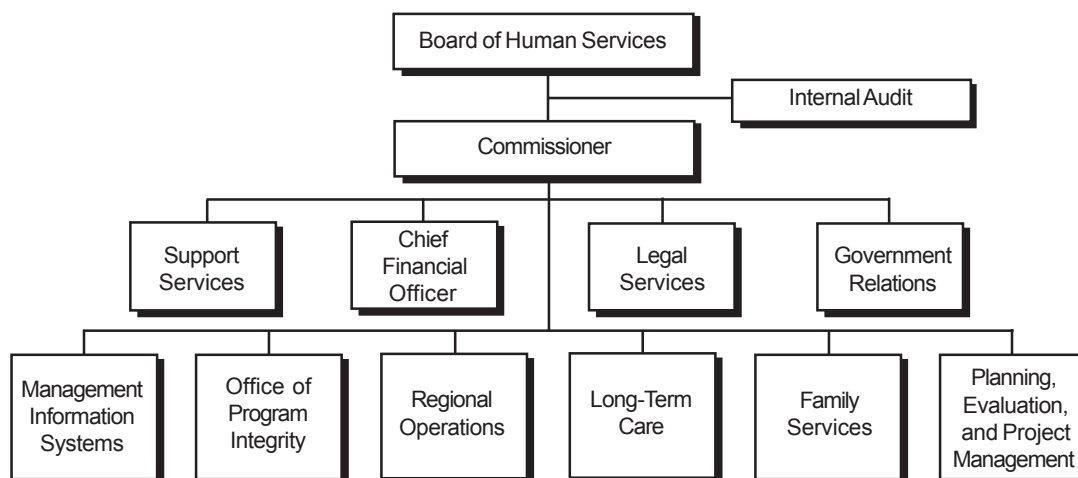 Board of Human Services
Internal Audit
Commissioner
Support
Services
Chief
Financial
Officer
Legal
Services
Government
Relations
Management
Information
Systems
Office of
Program
Integrity
Regional
Operations
Long-Term
Care
Family
Services
Planning,
Evaluation,
and Project
Management